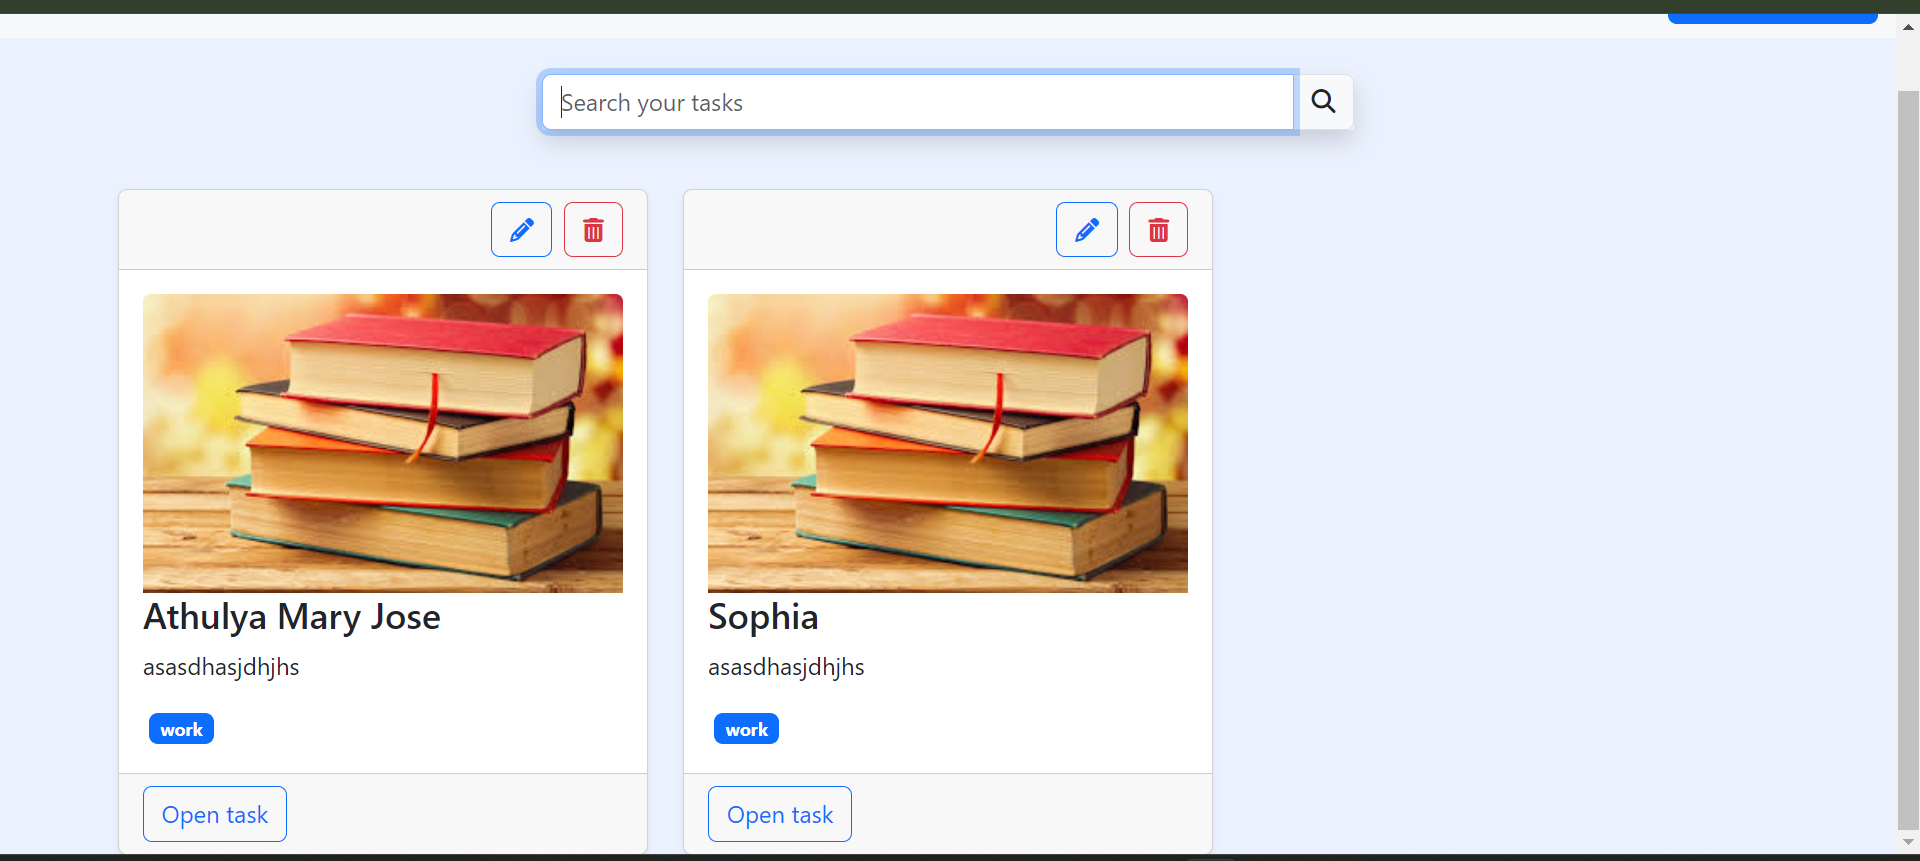 Search your tasks
Athulya Mary Jose
asasdhasjdhjhs
work
Open task
Sophia
asasdhasjdhjhs
work
Open task